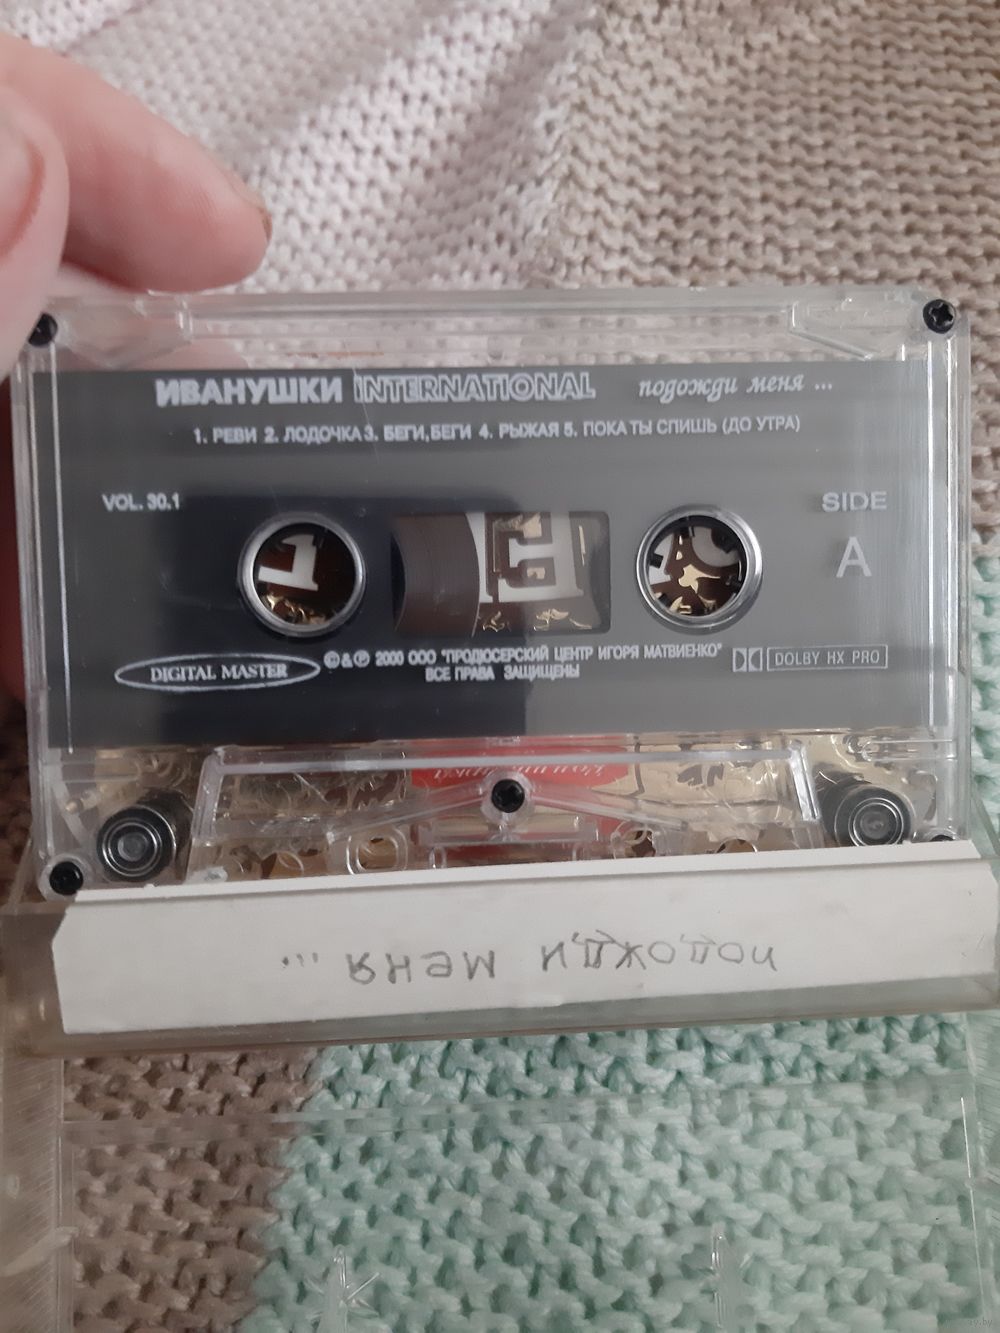 ИВАНУШКИ INTERNATIONAL подожди меня ...
1. РЕВИ 2. ЛОДОЧКА 3. БЕГИ, БЕГИ 4. РЫЖАЯ 5. ПОКА ТЫ СПИШЬ (ДО УТРА)
VOL. 30.1
SIDE
A
DIGITAL MASTER
© & ℗ 2000 ООО "ПРОДЮСЕРСКИЙ ЦЕНТР ИГОРЯ МАТВИЕНКО"
ВСЕ ПРАВА ЗАЩИЩЕНЫ
DOLBY HX PRO
подожди меня ...